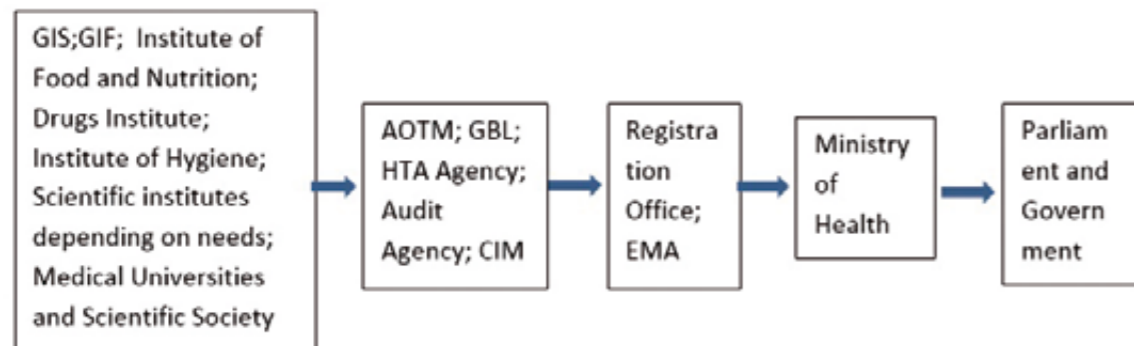 GIS;GIF; Institute of
Food and Nutrition;
Drugs Institute;
Institute of Hygiene;
Scientific institutes
depending on needs;
Medical Universities
and Scientific Society
AOTM; GBL;
HTA Agency;
Audit
Agency; CIM
Registra
tion
Office;
EMA
Ministry
of
Health
Parliam
ent and
Govern
ment